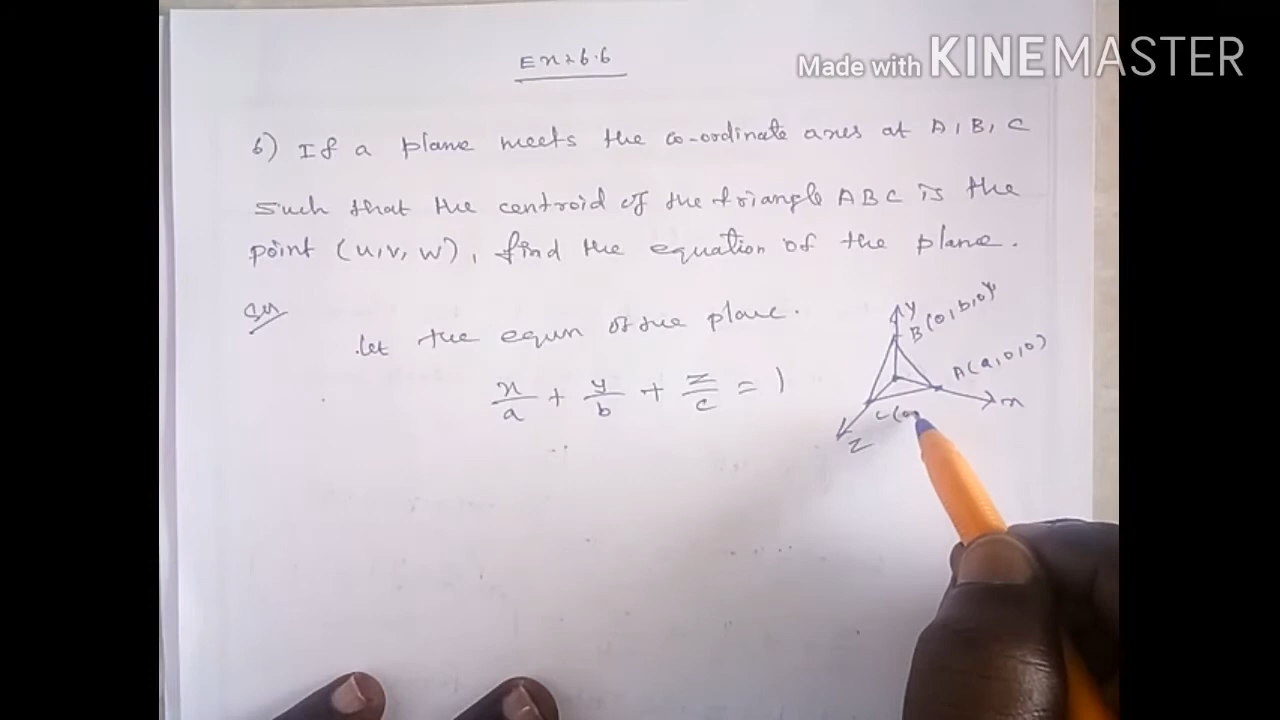 Made with KINEMASTER
Ex 6.6
6) If a plane meets the co-ordinate axes at A, B, C
such that the centroid of the triangle ABC is the
point (u, v, w), find the equation of the plane.
Let the equn of the plane.
x/a + y/b + z/c = 1
y
B(0, b, 0)
A(a, 0, 0)
x
C(0,
z